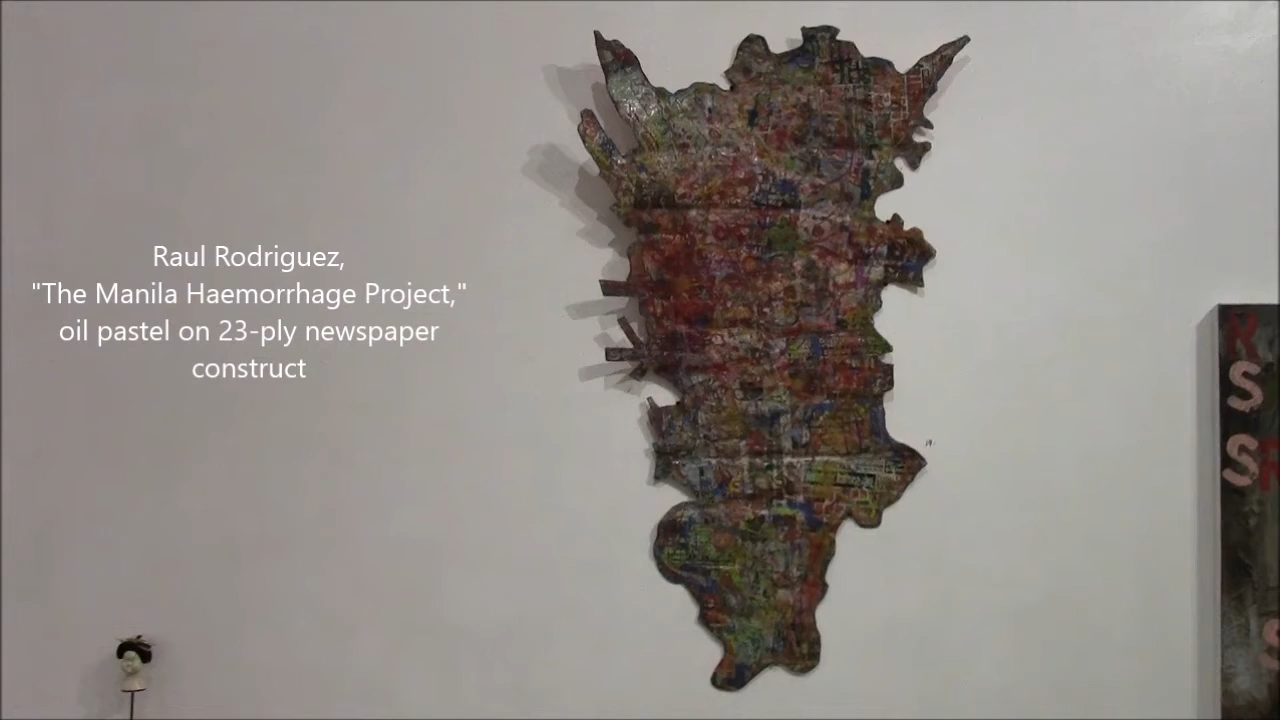 Raul Rodriguez,
"The Manila Haemorrhage Project,"
oil pastel on 23-ply newspaper
construct
R
S
S
S